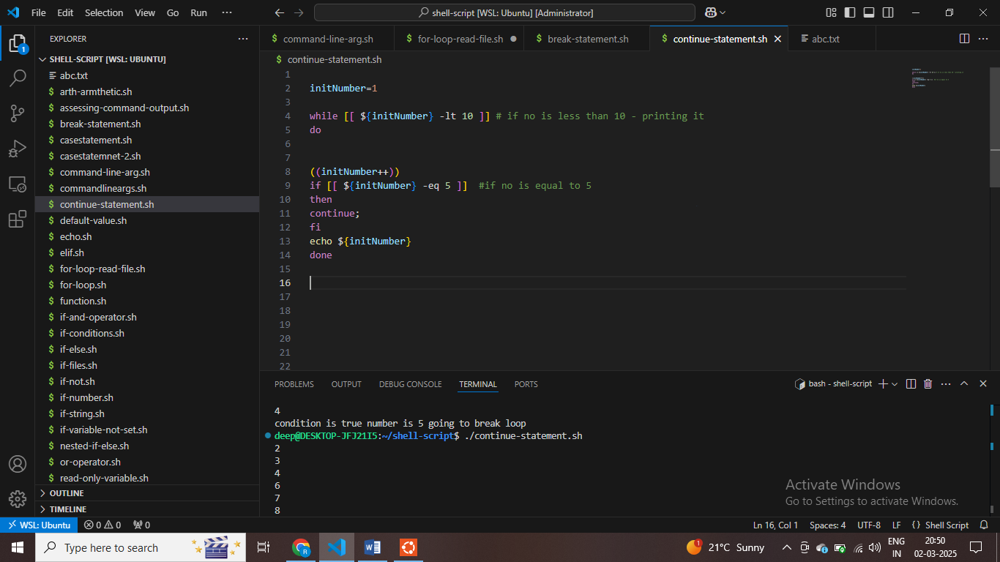 File Edit Selection View Go Run ···
shell-script [WSL: Ubuntu] [Administrator]
EXPLORER
SHELL-SCRIPT [WSL: UBUNTU]
abc.txt
$ arth-armthetic.sh
$ assessing-command-output.sh
$ break-statement.sh
$ casestatement.sh
$ casestatemnet-2.sh
$ command-line-arg.sh
$ commandlineargs.sh
$ continue-statement.sh
$ default-value.sh
$ echo.sh
$ elif.sh
$ for-loop-read-file.sh
$ for-loop.sh
$ function.sh
$ if-and-operator.sh
$ if-conditions.sh
$ if-else.sh
$ if-files.sh
$ if-not.sh
$ if-number.sh
$ if-string.sh
$ if-variable-not-set.sh
$ nested-if-else.sh
$ or-operator.sh
$ read-only-variable.sh
OUTLINE
TIMELINE
1
$ command-line-arg.sh $ for-loop-read-file.sh $ break-statement.sh $ continue-statement.sh abc.txt
$ continue-statement.sh
1
2 initNumber=1
3
4 while [[ ${initNumber} -lt 10 ]] # if no is less than 10 - printing it
5 do
6
7
8 ((initNumber++))
9 if [[ ${initNumber} -eq 5 ]] #if no is equal to 5
10 then
11 continue;
12 fi
13 echo ${initNumber}
14 done
15
16
17
18
19
20
21
22
PROBLEMS OUTPUT DEBUG CONSOLE TERMINAL PORTS
bash - shell-script
4
condition is true number is 5 going to break loop
deep@DESKTOP-JFJ21I5:~/shell-script$ ./continue-statement.sh
2
3
4
6
7
8
Activate Windows
Go to Settings to activate Windows.
WSL: Ubuntu 0 0 0 Ln 16, Col 1 Spaces: 4 UTF-8 LF {} Shell Script
Type here to search
R
W
1
21°C Sunny
ENG
IN
20:50
02-03-2025